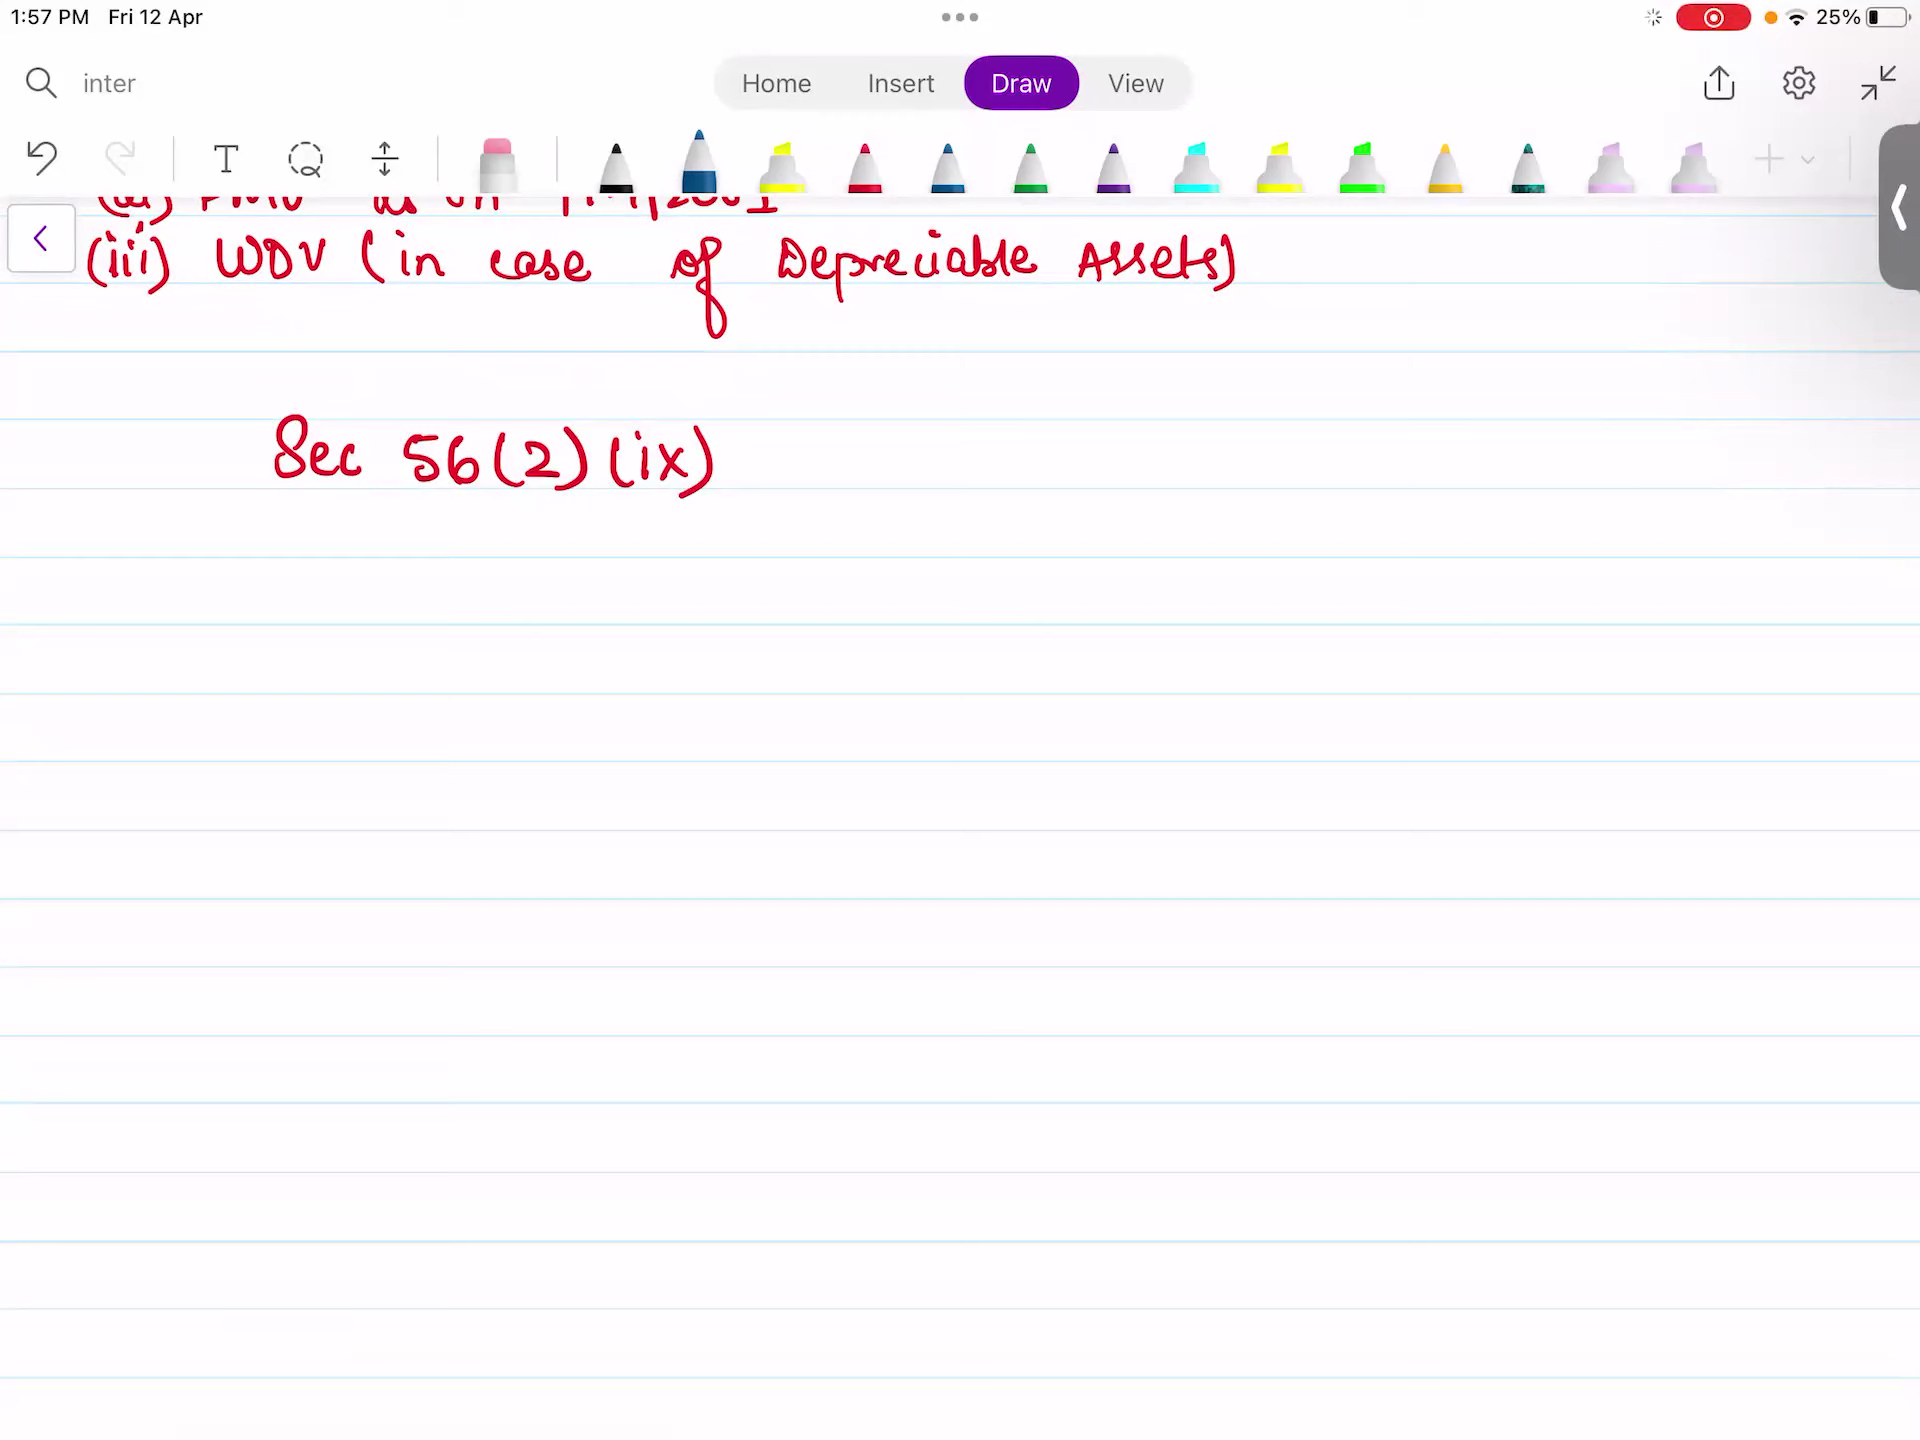 1:57 PM Fri 12 Apr
25%
inter
Home Insert Draw View
T
(iii) WDV (in case of Depreciable Assets)
Sec 56(2)(ix)